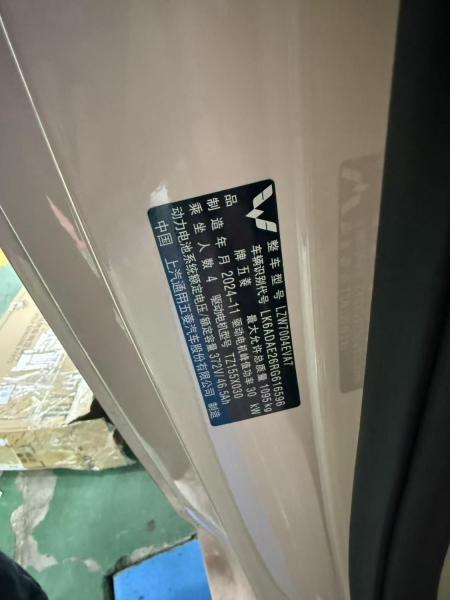 整车型号 LZW7004EVA7
车辆识别代号 LK6ADAE26RG616596
品 牌 五菱 最大允许总质量 1095 kg
制造年月 2024-11 驱动电机峰值功率 30 kW
乘坐人数 4 驱动电机型号 TZ155X030
动力电池系统额定电压/额定容量 372V/46.5Ah
中国 上汽通用五菱汽车股份有限公司 制造